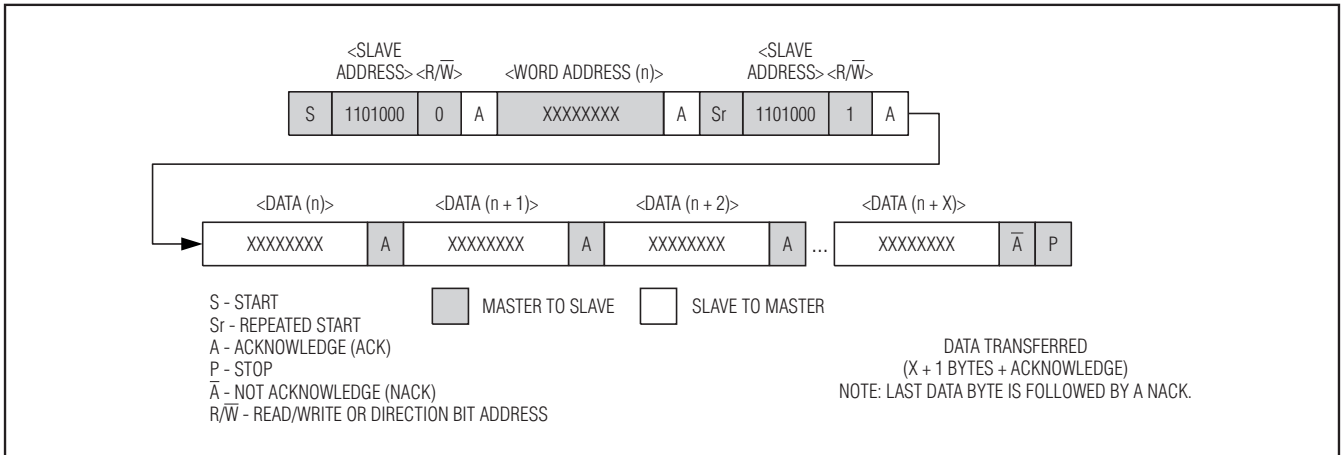 <SLAVE ADDRESS> <R/W̅> <WORD ADDRESS (n)> <SLAVE ADDRESS> <R/W̅>
S 1101000 0 A XXXXXXXX A Sr 1101000 1 A
<DATA (n)> <DATA (n + 1)> <DATA (n + 2)> <DATA (n + X)>
XXXXXXXX A XXXXXXXX A XXXXXXXX A ... XXXXXXXX A̅ P
S - START
Sr - REPEATED START
A - ACKNOWLEDGE (ACK)
P - STOP
A̅ - NOT ACKNOWLEDGE (NACK)
R/W̅ - READ/WRITE OR DIRECTION BIT ADDRESS
MASTER TO SLAVE
SLAVE TO MASTER
DATA TRANSFERRED
(X + 1 BYTES + ACKNOWLEDGE)
NOTE: LAST DATA BYTE IS FOLLOWED BY A NACK.